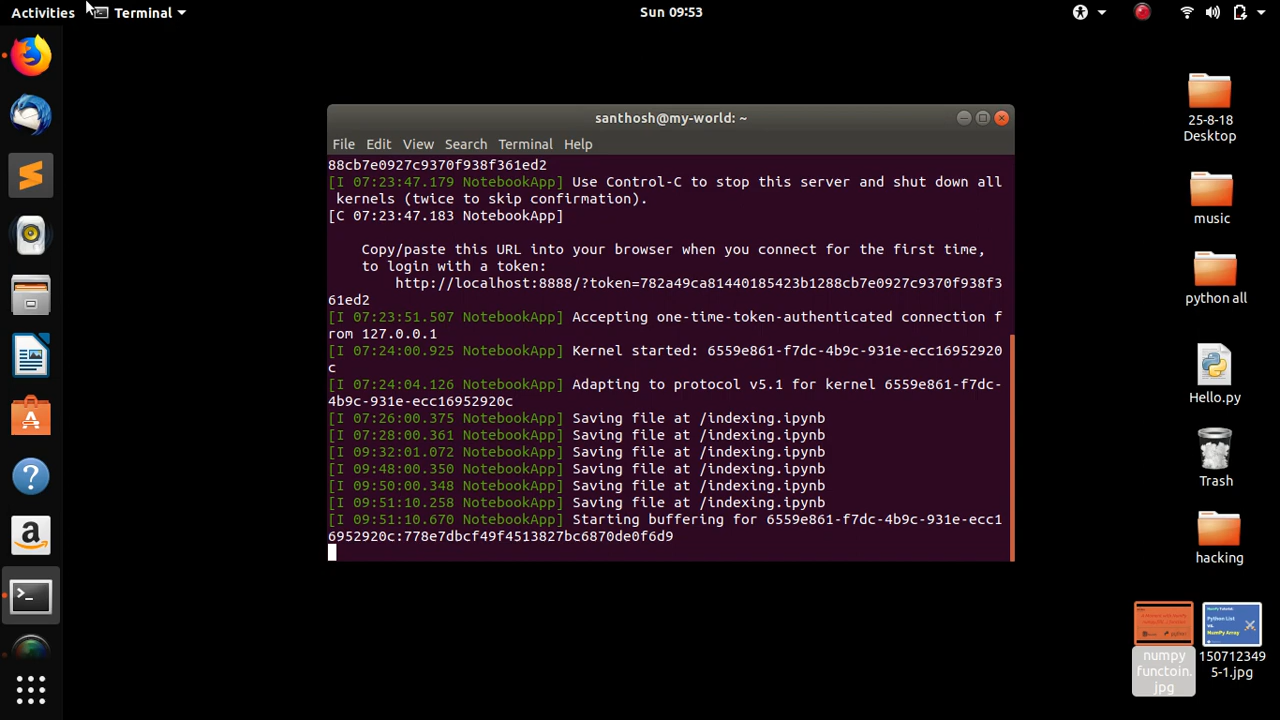 Activities
Terminal
Sun 09:53
santhosh@my-world: ~
File Edit View Search Terminal Help
88cb7e0927c9370f938f361ed2
[I 07:23:47.179 NotebookApp] Use Control-C to stop this server and shut down all
kernels (twice to skip confirmation).
[C 07:23:47.183 NotebookApp]
Copy/paste this URL into your browser when you connect for the first time,
to login with a token:
http://localhost:8888/?token=782a49ca81440185423b1288cb7e0927c9370f938f3
61ed2
[I 07:23:51.507 NotebookApp] Accepting one-time-token-authenticated connection f
rom 127.0.0.1
[I 07:24:00.925 NotebookApp] Kernel started: 6559e861-f7dc-4b9c-931e-ecc16952920
c
[I 07:24:04.126 NotebookApp] Adapting to protocol v5.1 for kernel 6559e861-f7dc-
4b9c-931e-ecc16952920c
[I 07:26:00.375 NotebookApp] Saving file at /indexing.ipynb
[I 07:28:00.361 NotebookApp] Saving file at /indexing.ipynb
[I 09:32:01.072 NotebookApp] Saving file at /indexing.ipynb
[I 09:48:00.350 NotebookApp] Saving file at /indexing.ipynb
[I 09:50:00.348 NotebookApp] Saving file at /indexing.ipynb
[I 09:51:10.258 NotebookApp] Saving file at /indexing.ipynb
[I 09:51:10.670 NotebookApp] Starting buffering for 6559e861-f7dc-4b9c-931e-ecc1
6952920c:778e7dbcf49f4513827bc6870de0f6d9
25-8-18
Desktop
music
python all
Hello.py
Trash
hacking
Python List
vs.
NumPy Array
numpy
functoin.
jpg
150712349
5-1.jpg